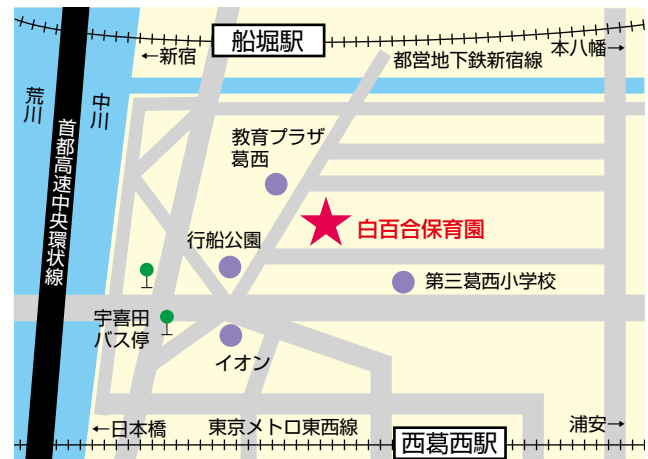 船堀駅
←新宿
本八幡→
都営地下鉄新宿線
荒川
中川
首都高速中央環状線
教育プラザ
葛西
白百合保育園
行船公園
第三葛西小学校
宇喜田
バス停
イオン
←日本橋
東京メトロ東西線
浦安→
西葛西駅